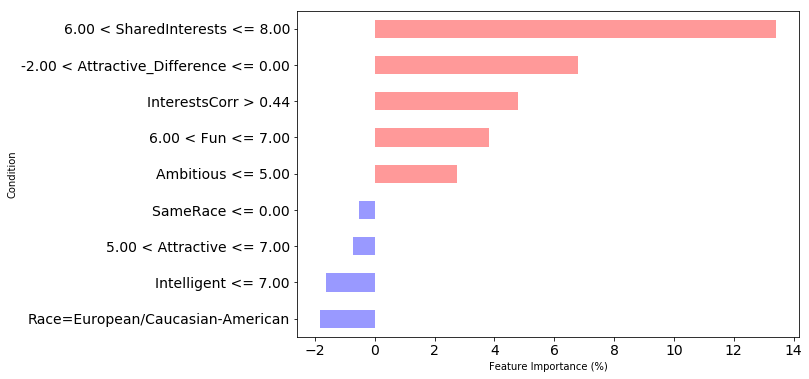 6.00 < SharedInterests <= 8.00
-2.00 < Attractive_Difference <= 0.00
InterestsCorr > 0.44
6.00 < Fun <= 7.00
Ambitious <= 5.00
SameRace <= 0.00
5.00 < Attractive <= 7.00
Intelligent <= 7.00
Race=European/Caucasian-American
Condition
−2 0 2 4 6 8 10 12 14
Feature Importance (%)